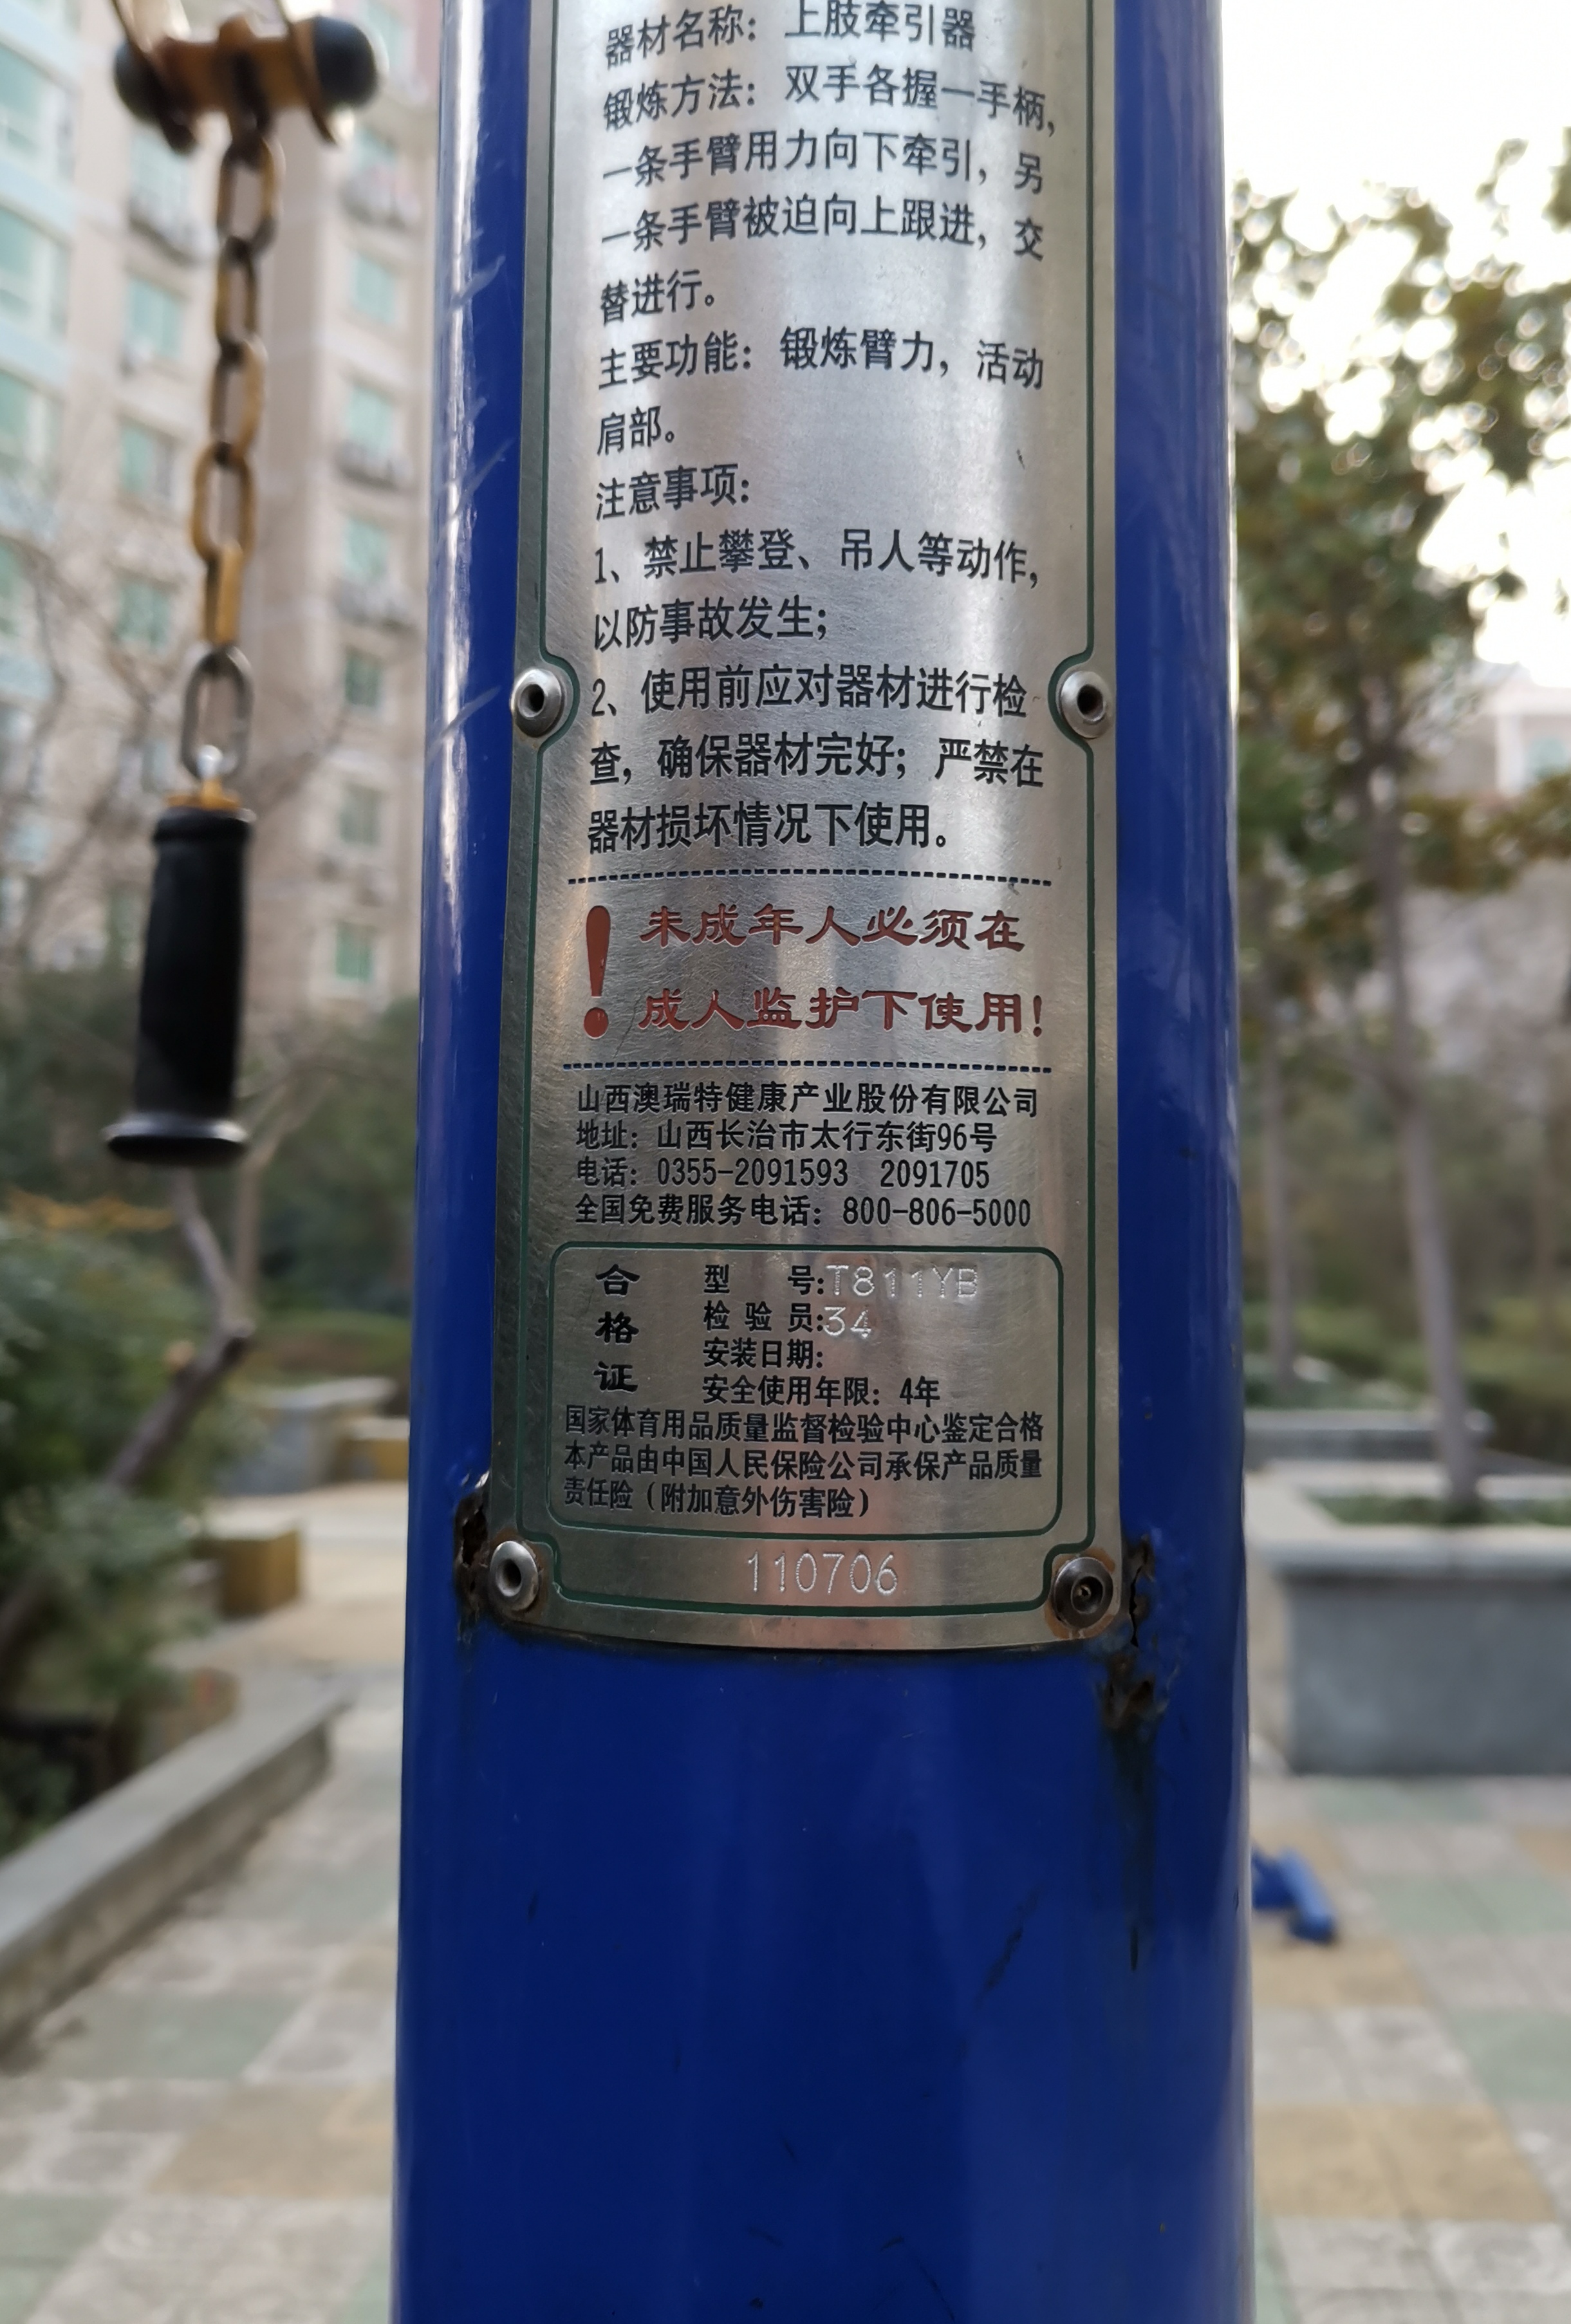 器材名称：上肢牵引器
锻炼方法：双手各握一手柄，
一条手臂用力向下牵引，另
一条手臂被迫向上跟进，交
替进行。
主要功能：锻炼臂力，活动
肩部。
注意事项：
1、禁止攀登、吊人等动作，
以防事故发生；
2、使用前应对器材进行检
查，确保器材完好；严禁在
器材损坏情况下使用。
！未成年人必须在
成人监护下使用！
山西澳瑞特健康产业股份有限公司
地址：山西长治市太行东街96号
电话：0355-2091593 2091705
全国免费服务电话：800-806-5000
合格证
型 号:T811YB
检验员:34
安装日期:
安全使用年限：4年
国家体育用品质量监督检验中心鉴定合格
本产品由中国人民保险公司承保产品质量
责任险（附加意外伤害险）
110706